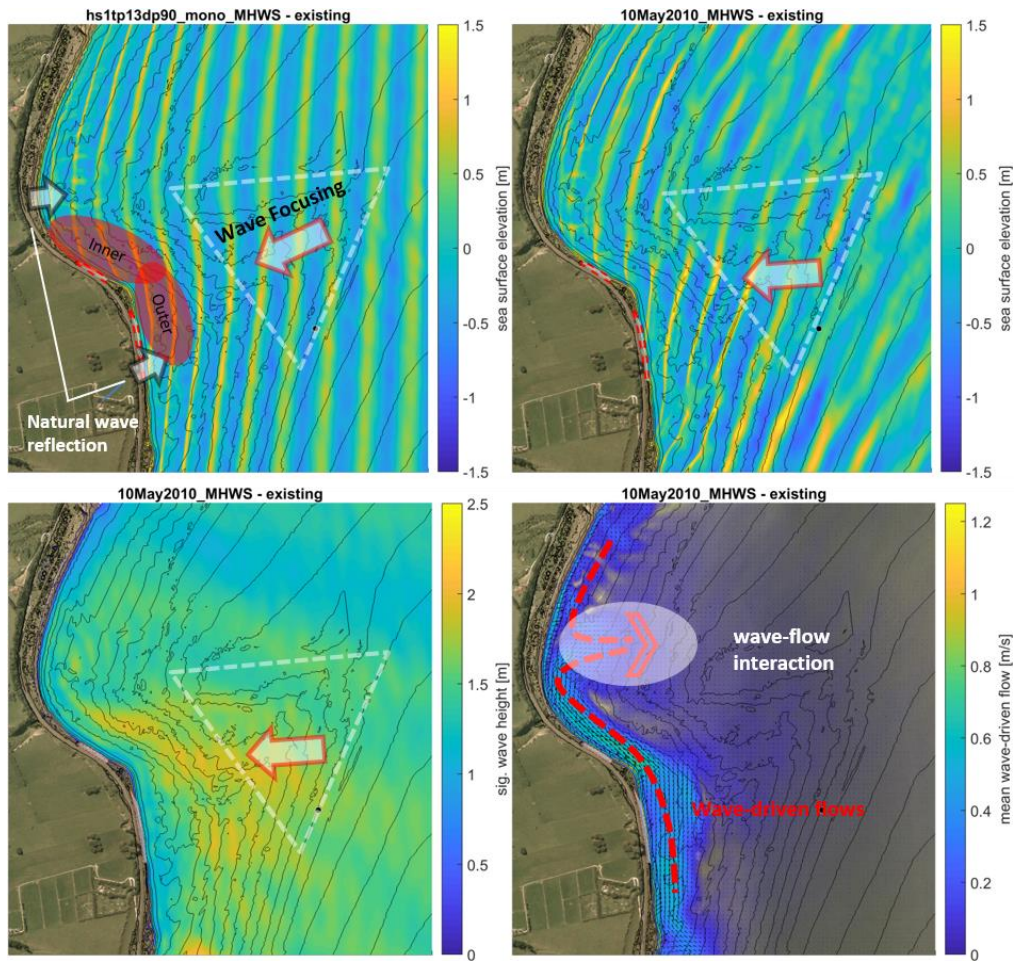 hs1tp13dp90_mono_MHWS - existing
1.5
1
0.5
0
-0.5
-1
-1.5
sea surface elevation [m]
Wave Focusing
Inner
Outer
Natural wave
reflection
10May2010_MHWS - existing
1.5
1
0.5
0
-0.5
-1
-1.5
sea surface elevation [m]
10May2010_MHWS - existing
2.5
2
1.5
1
0.5
0
sig. wave height [m]
10May2010_MHWS - existing
1.2
1
0.8
0.6
0.4
0.2
0
mean wave-driven flow [m/s]
wave-flow
interaction
Wave-driven flows